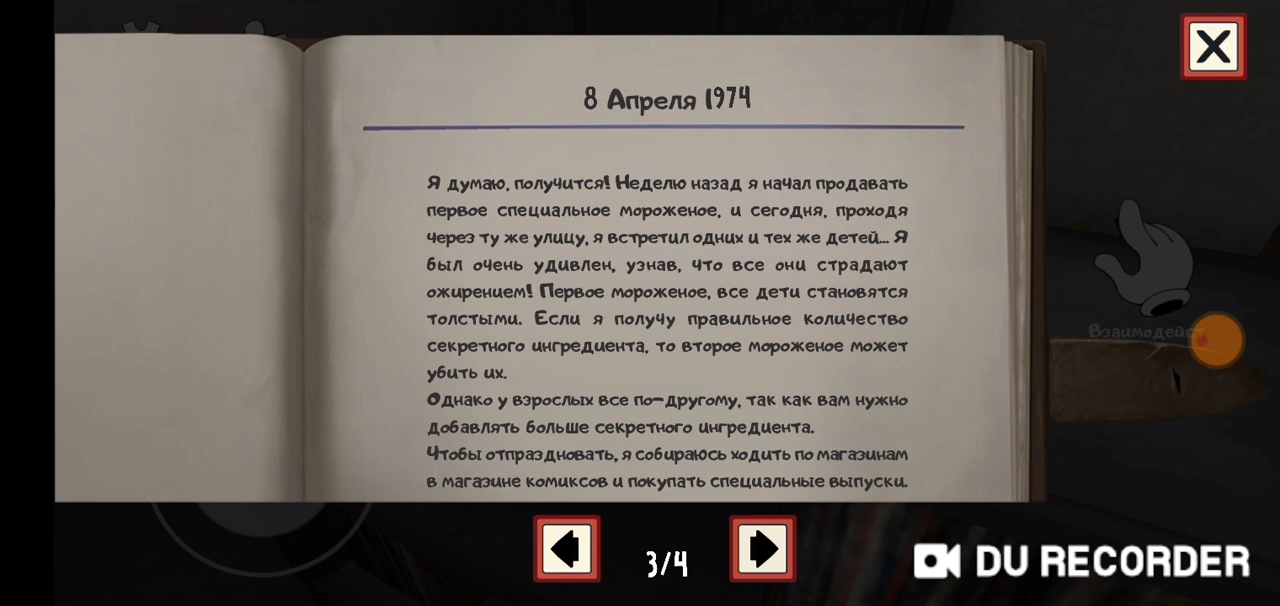 8 Апреля 1974
Я думаю, получится! Неделю назад я начал продавать
первое специальное мороженое, и сегодня, проходя
через ту же улицу, я встретил одних и тех же детей... Я
был очень удивлен, узнав, что все они страдают
ожирением! Первое мороженое, все дети становятся
толстыми. Если я получу правильное количество
секретного ингредиента, то второе мороженое может
убить их.
Однако у взрослых все по-другому, так как вам нужно
добавлять больше секретного ингредиента.
Чтобы отпраздновать, я собираюсь ходить по магазинам
в магазине комиксов и покупать специальные выпуски.
Взаимодейст
3/4
DU RECORDER